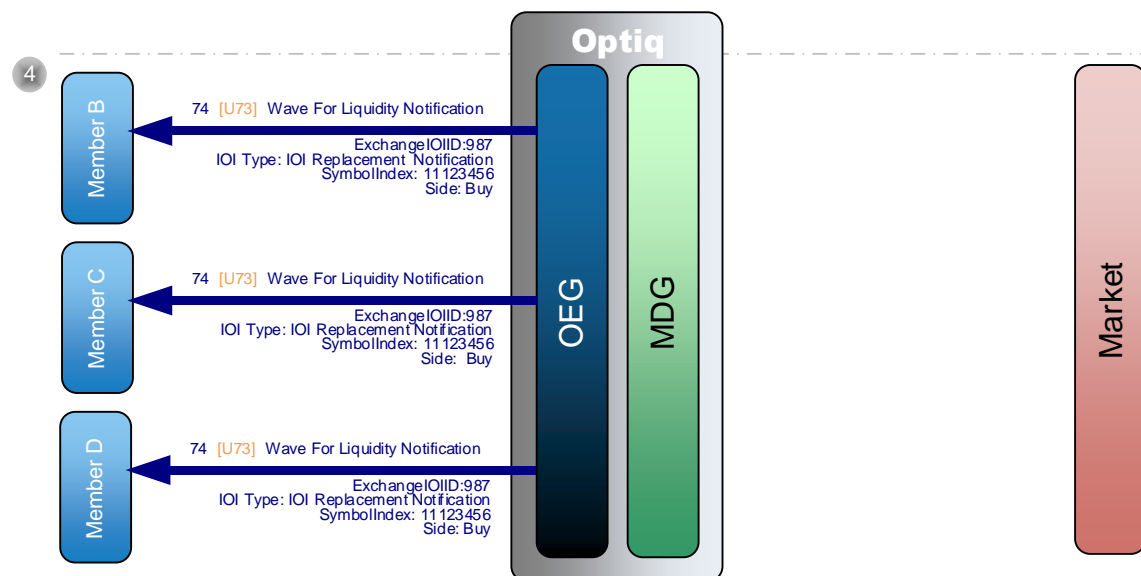 Optiq
4
Member B
74 [U73] Wave For Liquidity Notification
ExchangeIOIID:987
IOI Type: IOI Replacement Notification
SymbolIndex: 11123456
Side: Buy
Member C
74 [U73] Wave For Liquidity Notification
ExchangeIOIID:987
IOI Type: IOI Replacement Notification
SymbolIndex: 11123456
Side: Buy
Member D
74 [U73] Wave For Liquidity Notification
ExchangeIOIID:987
IOI Type: IOI Replacement Notification
SymbolIndex: 11123456
Side: Buy
OEG
MDG
Market